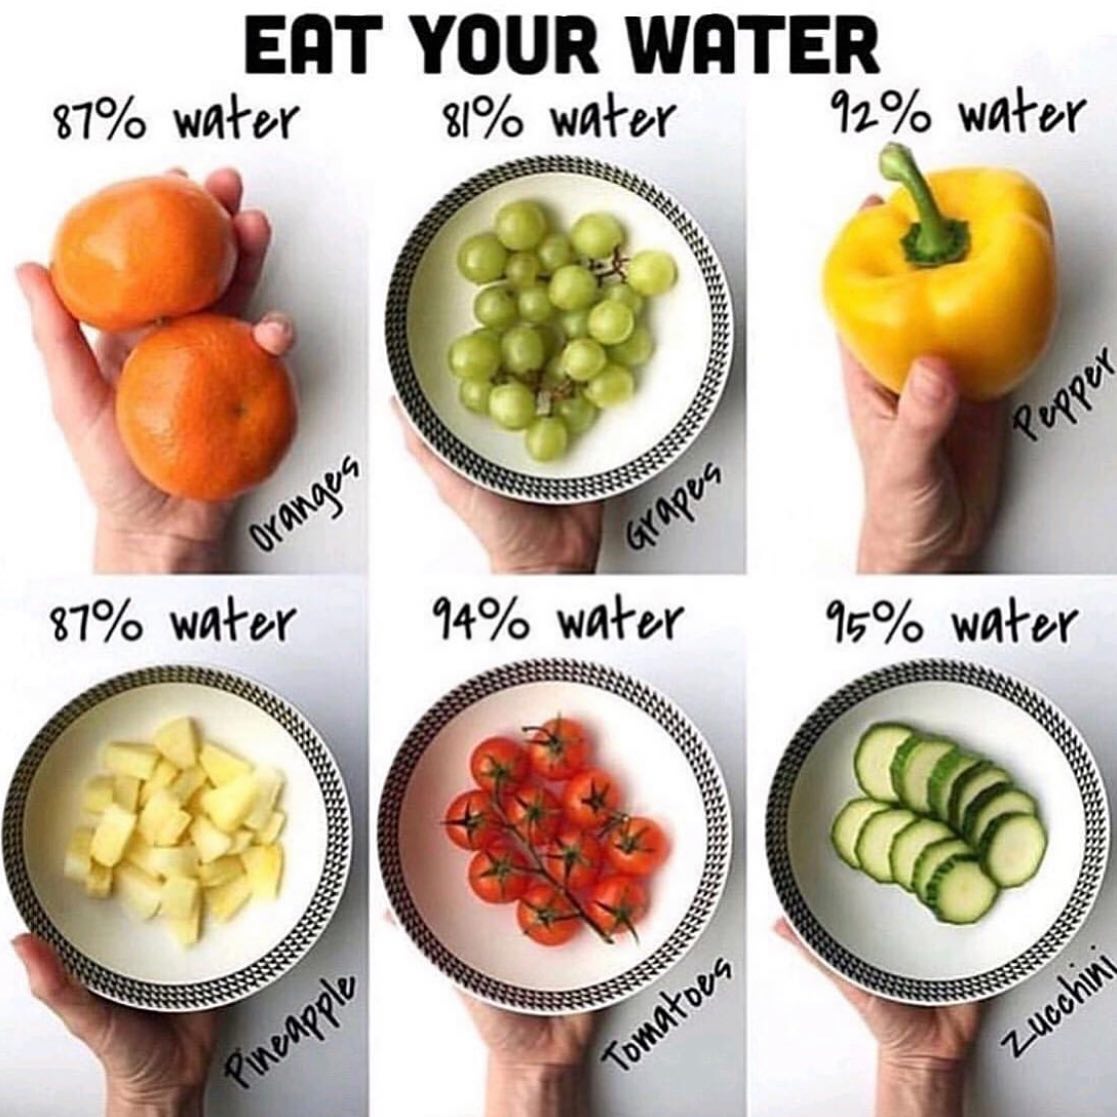 EAT YOUR WATER
87% water
81% water
92% water
Oranges
Grapes
Pepper
87% water
94% water
95% water
Pineapple
Tomatoes
Zucchini